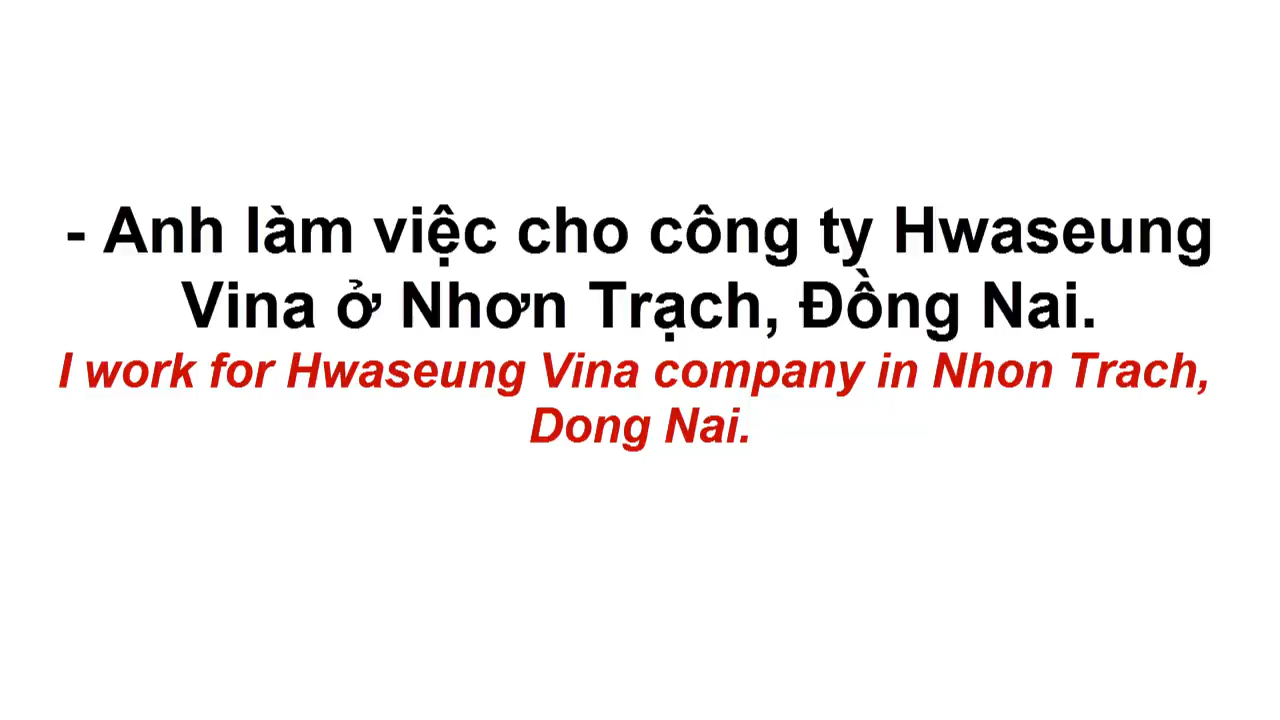 - Anh làm việc cho công ty Hwaseung
Vina ở Nhơn Trạch, Đồng Nai.
I work for Hwaseung Vina company in Nhon Trach,
Dong Nai.